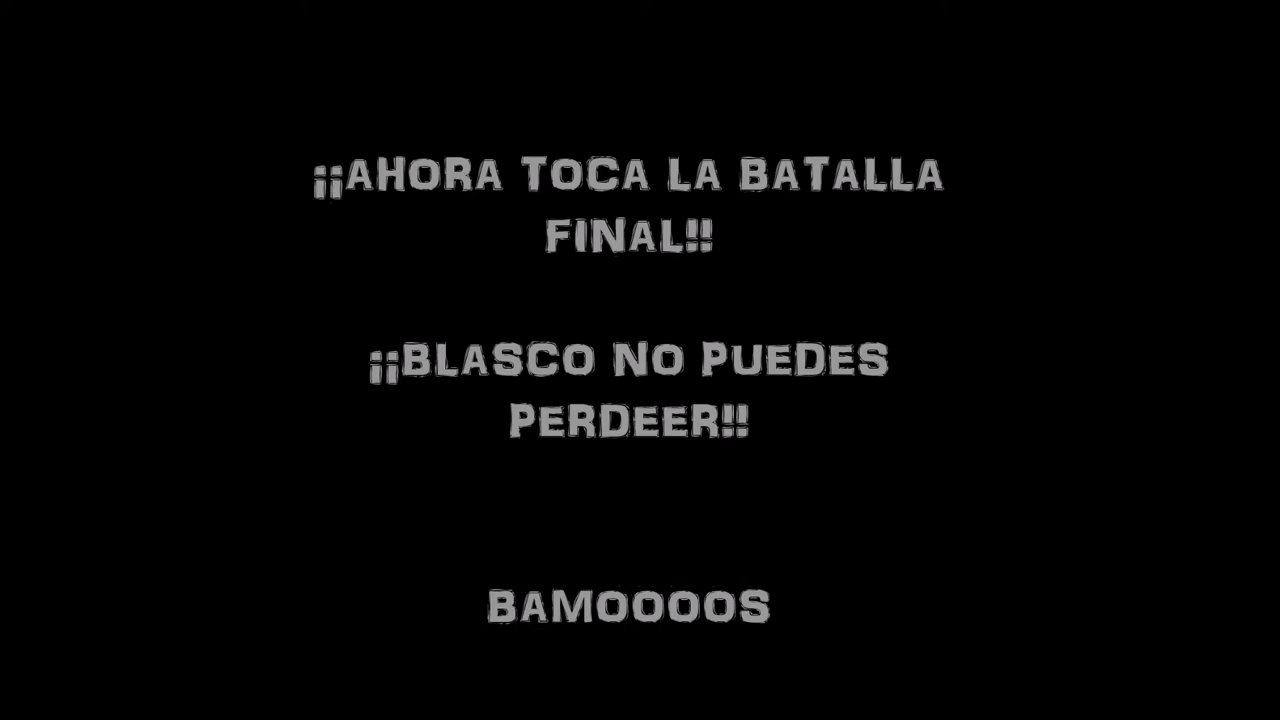 ¡¡AHORA TOCA LA BATALLA
FINAL!!
¡¡BLASCO NO PUEDES
PERDEER!!
BAMOOOOS